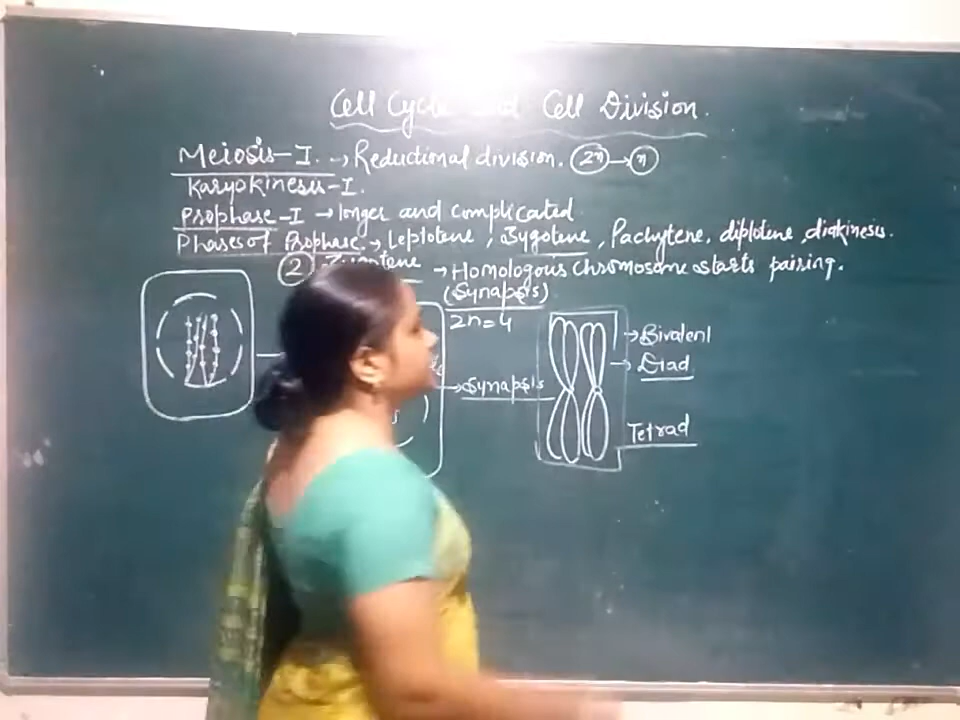 Cell Cycle and Cell Division.
Meiosis-I. → Reductional division. 2n → n
Karyokinesis-I.
Prophase-I → longer and complicated
Phases of Prophase. → Leptotene, Zygotene, Pachytene, diplotene, diakinesis.
2 Zygotene → Homologous chromosome starts pairing.
(Synapsis)
2n=4
→ Bivalent
→ Diad
→ Synapsis
Tetrad